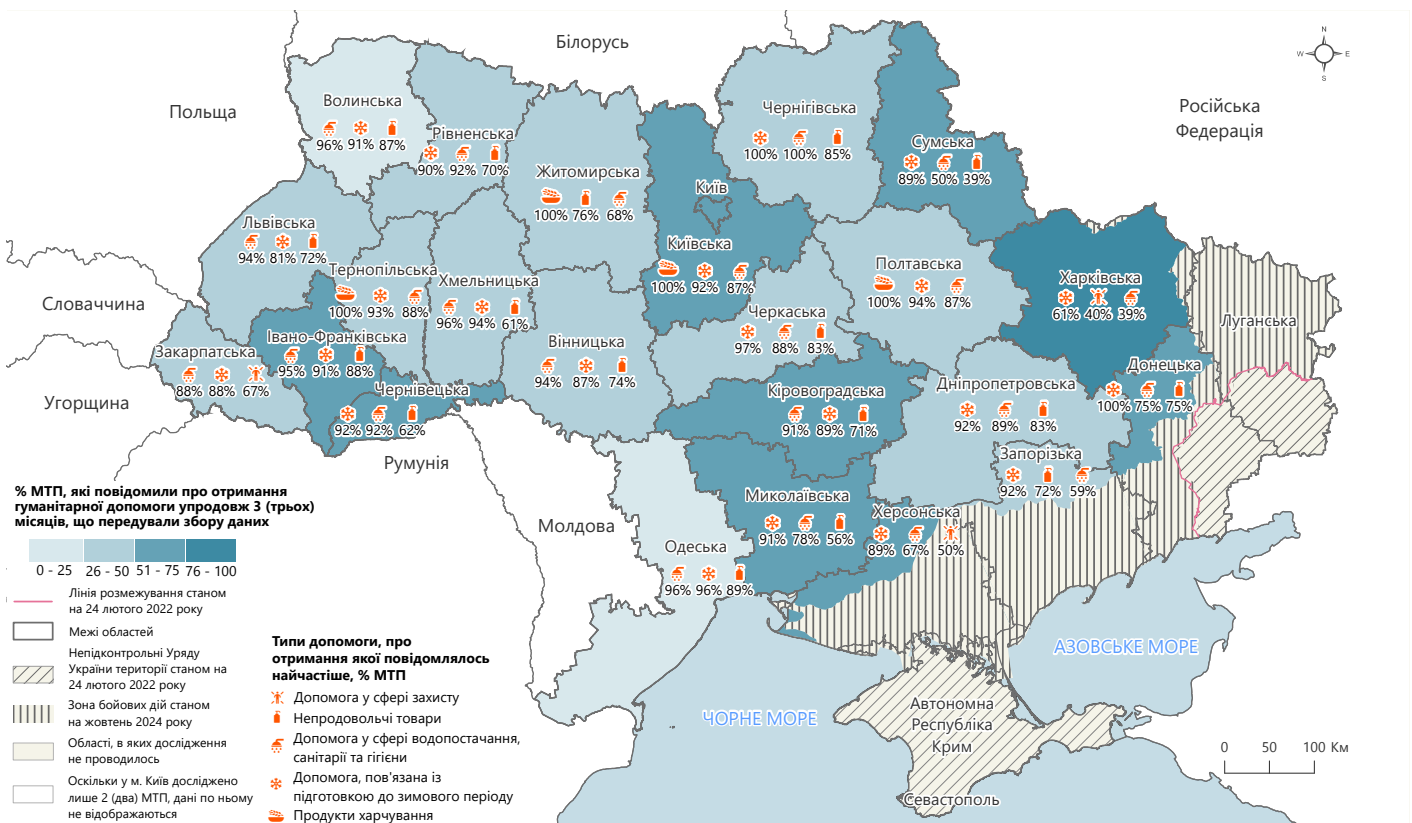 Білорусь
N
W E
S
Польща
Російська
Федерація
Словаччина
Угорщина
Румунія
Молдова
Волинська
96% 91% 87%
Рівненська
90% 92% 70%
Житомирська
100% 76% 68%
Чернігівська
100% 100% 85%
Сумська
89% 50% 39%
Київ
Київська
100% 92% 87%
Львівська
94% 81% 72%
Тернопільська
100% 93% 88%
Хмельницька
96% 94% 61%
Полтавська
100% 94% 87%
Харківська
61% 40% 39%
Луганська
Черкаська
97% 88% 83%
Вінницька
94% 87% 74%
Івано-Франківська
95% 91% 88%
Закарпатська
88% 88% 67%
Чернівецька
92% 92% 62%
Кіровоградська
91% 89% 71%
Дніпропетровська
92% 89% 83%
Донецька
100% 75% 75%
Запорізька
92% 72% 59%
Миколаївська
91% 78% 56%
Херсонська
89% 67% 50%
Одеська
96% 96% 89%
АЗОВСЬКЕ МОРЕ
ЧОРНЕ МОРЕ
Автономна
Республіка
Крим
Севастополь
0 50 100 Км
% МТП, які повідомили про отримання
гуманітарної допомоги упродовж 3 (трьох)
місяців, що передували збору даних
0 - 25 26 - 50 51 - 75 76 - 100
Лінія розмежування станом
на 24 лютого 2022 року
Межі областей
Непідконтрольні Уряду
України території станом на
24 лютого 2022 року
Зона бойових дій станом
на жовтень 2024 року
Області, в яких дослідження
не проводилось
Оскільки у м. Київ досліджено
лише 2 (два) МТП, дані по ньому
не відображаються
Типи допомоги, про
отримання якої повідомлялось
найчастіше, % МТП
Допомога у сфері захисту
Непродовольчі товари
Допомога у сфері водопостачання,
санітарії та гігієни
Допомога, пов'язана із
підготовкою до зимового періоду
Продукти харчування